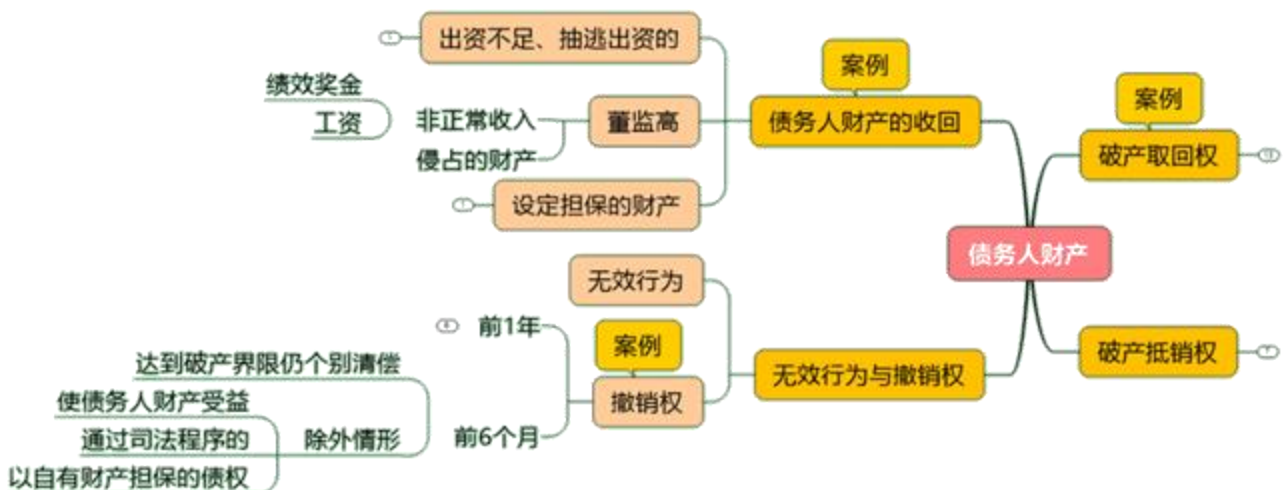 出资不足、抽逃出资的
案例
债务人财产的收回
绩效奖金
工资
非正常收入
侵占的财产
董监高
设定担保的财产
案例
破产取回权
债务人财产
无效行为
前1年
案例
撤销权
无效行为与撤销权
破产抵销权
达到破产界限仍个别清偿
使债务人财产受益
通过司法程序的
以自有财产担保的债权
除外情形
前6个月